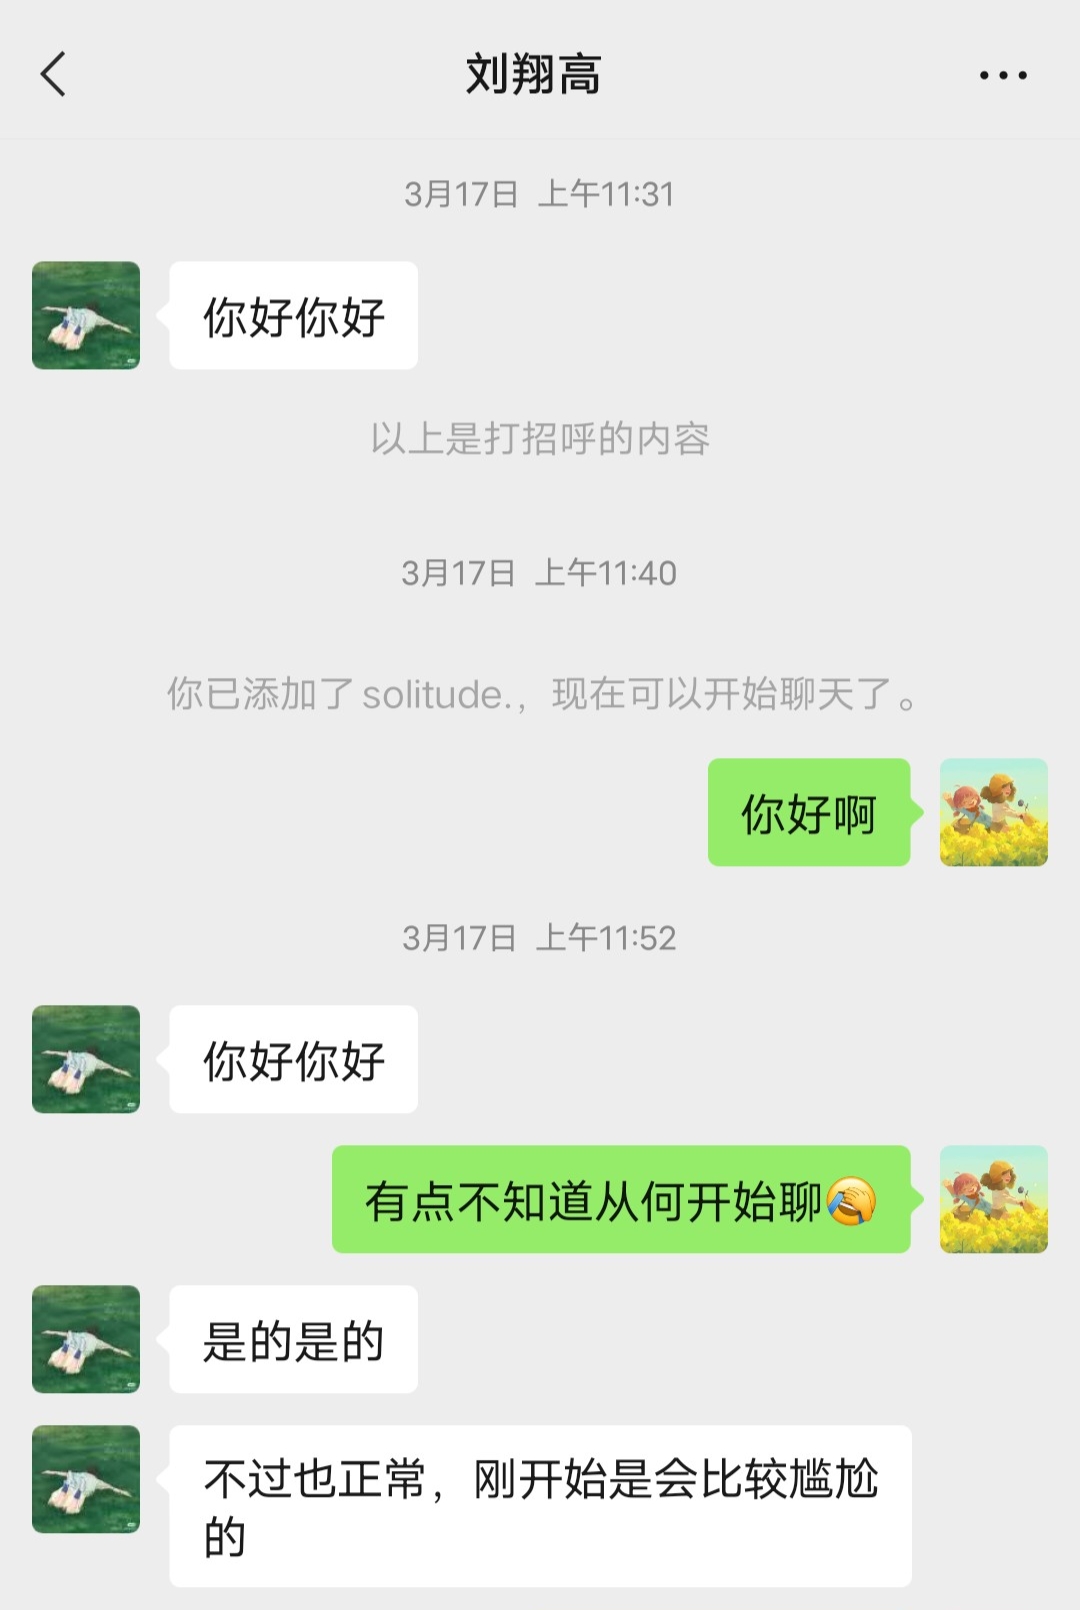 刘翔高
3月17日 上午11:31
你好你好
以上是打招呼的内容
3月17日 上午11:40
你已添加了solitude.，现在可以开始聊天了。
你好啊
3月17日 上午11:52
你好你好
有点不知道从何开始聊🤦
是的是的
不过也正常，刚开始是会比较尴尬
的